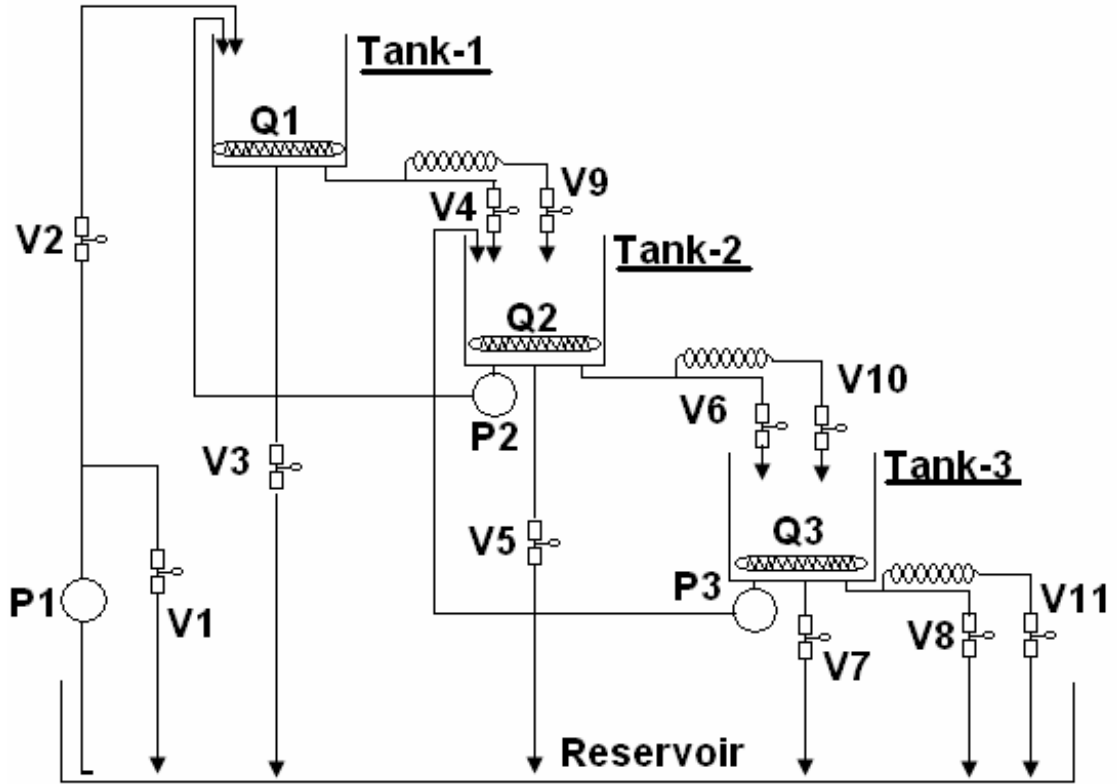 Tank-1
Q1
V9
V4
V2
Tank-2
Q2
V10
V6
P2
V3
Tank-3
V5
Q3
P3
P1
V11
V1
V8
V7
Reservoir